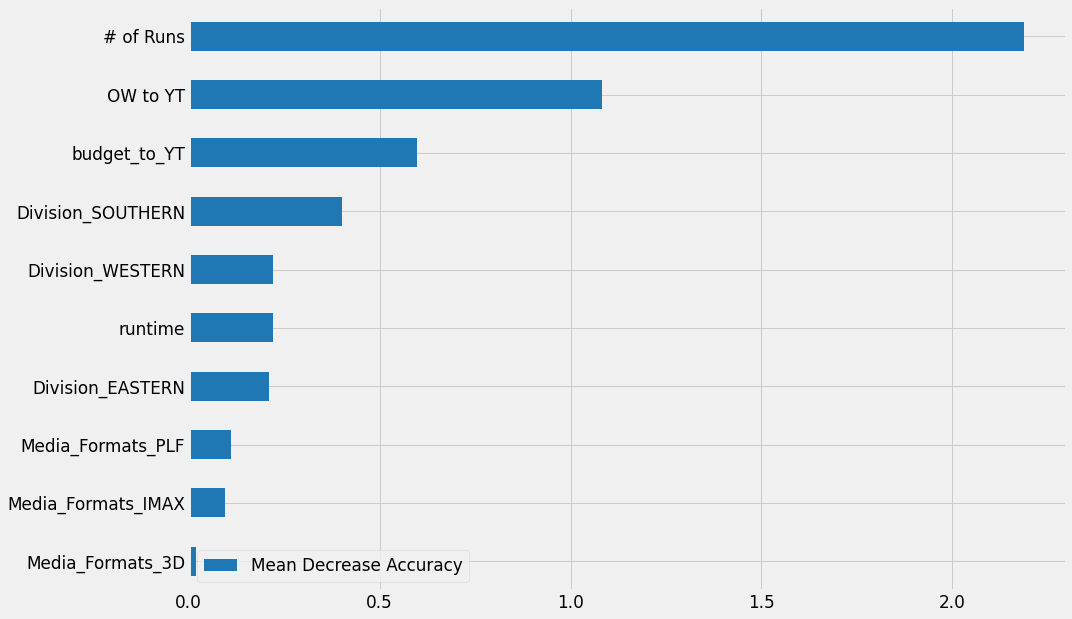 # of Runs
OW to YT
budget_to_YT
Division_SOUTHERN
Division_WESTERN
runtime
Division_EASTERN
Media_Formats_PLF
Media_Formats_IMAX
Media_Formats_3D
Mean Decrease Accuracy
0.0 0.5 1.0 1.5 2.0